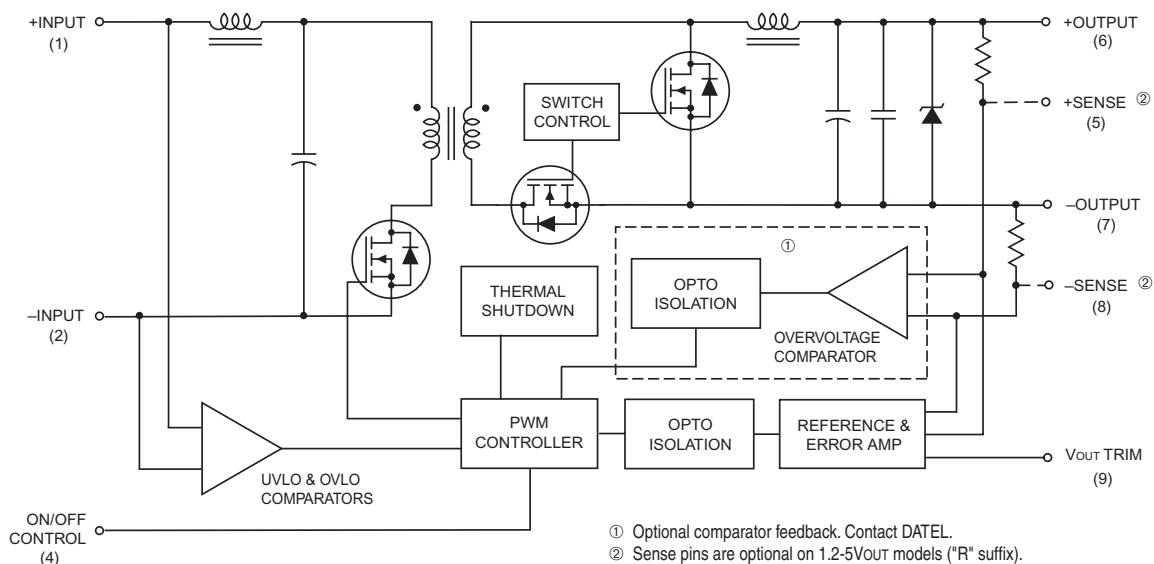 +INPUT
(1)
+OUTPUT
(6)
SWITCH
CONTROL
+SENSE ②
(5)
–OUTPUT
(7)
①
THERMAL
SHUTDOWN
OPTO
ISOLATION
–SENSE ②
(8)
–INPUT
(2)
OVERVOLTAGE
COMPARATOR
PWM
CONTROLLER
OPTO
ISOLATION
REFERENCE &
ERROR AMP
VOUT TRIM
(9)
UVLO & OVLO
COMPARATORS
ON/OFF
CONTROL
(4)
① Optional comparator feedback. Contact DATEL.
② Sense pins are optional on 1.2-5VOUT models ("R" suffix).